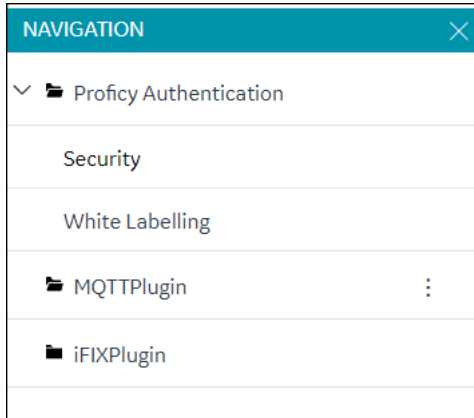 NAVIGATION
Proficy Authentication
Security
White Labelling
MQTTPlugin
iFIXPlugin